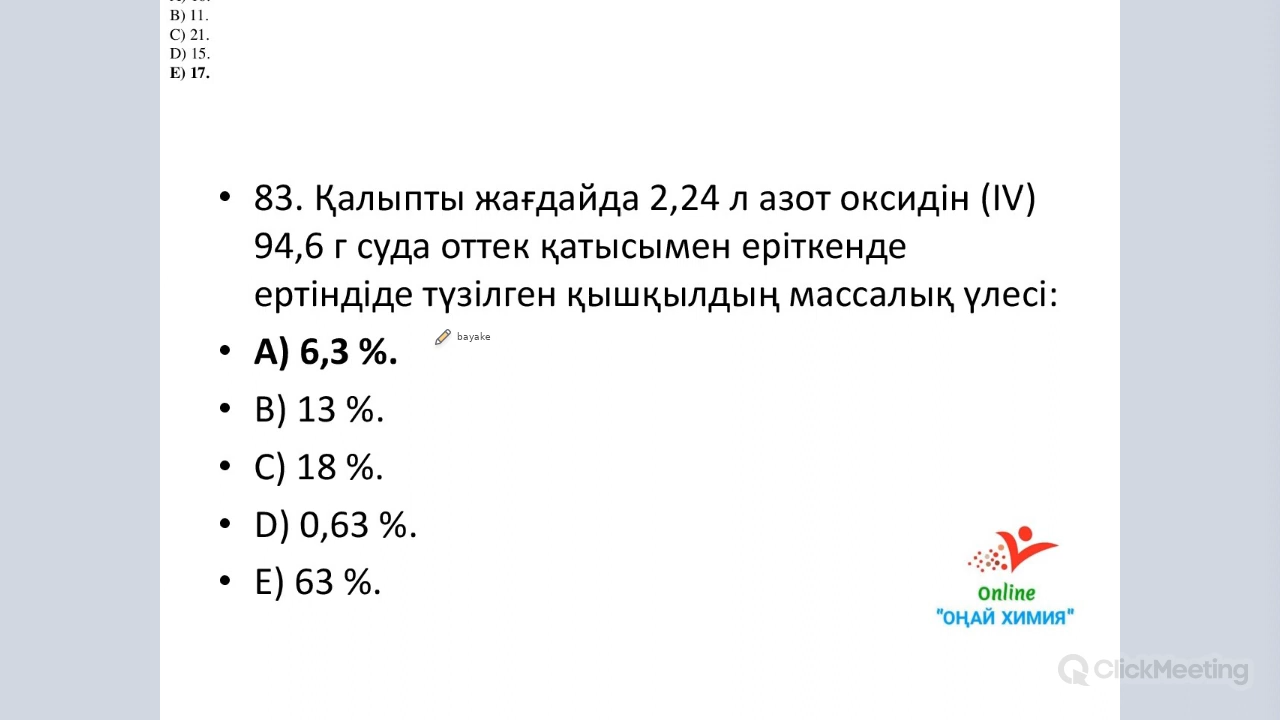 B) 11.
C) 21.
D) 15.
E) 17.
• 83. Қалыпты жағдайда 2,24 л азот оксидін (IV)
94,6 г суда оттек қатысымен еріткенде
ертіндіде түзілген қышқылдың массалық үлесі:
• A) 6,3 %.
bayake
• B) 13 %.
• C) 18 %.
• D) 0,63 %.
• E) 63 %.
Online
"ОҢАЙ ХИМИЯ"
ClickMeeting